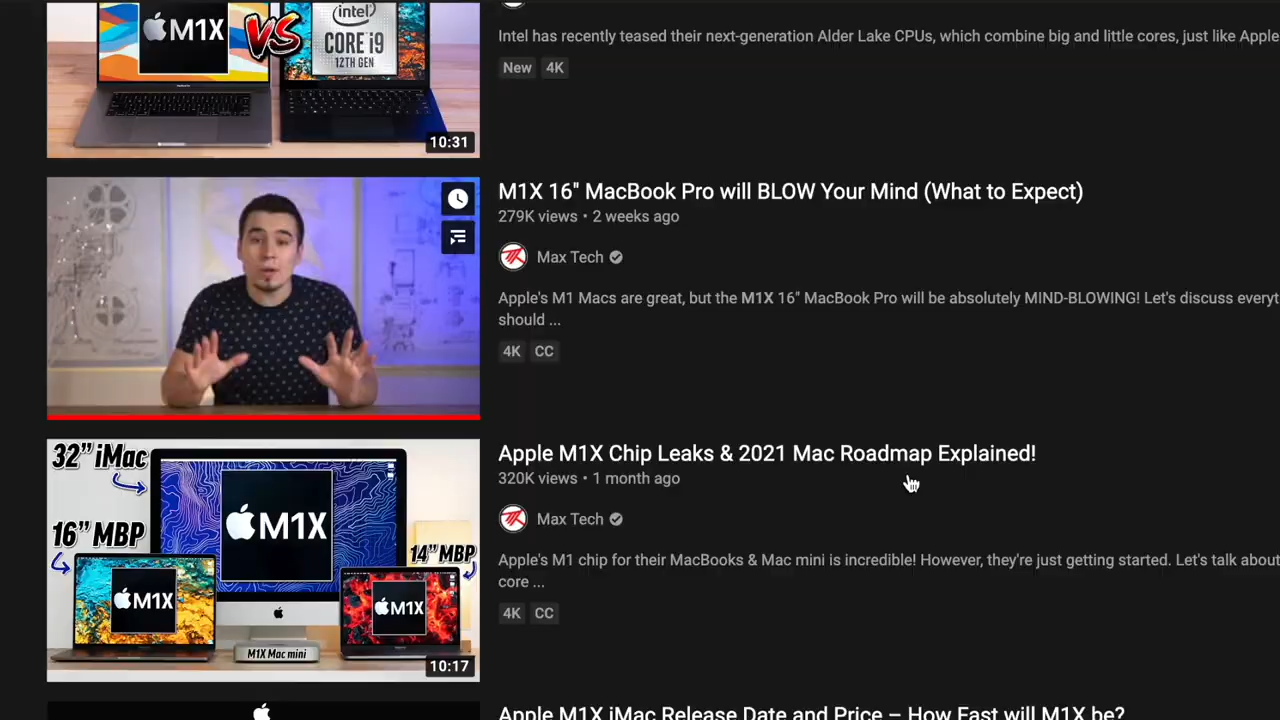 M1X
VS
intel
CORE i9
12TH GEN
10:31
Intel has recently teased their next-generation Alder Lake CPUs, which combine big and little cores, just like Apple
New 4K
M1X 16" MacBook Pro will BLOW Your Mind (What to Expect)
279K views • 2 weeks ago
Max Tech
Apple's M1 Macs are great, but the M1X 16" MacBook Pro will be absolutely MIND-BLOWING! Let's discuss everyt
should ...
4K CC
32" iMac
16" MBP
14" MBP
M1X
M1X
M1X
M1X Mac mini
10:17
Apple M1X Chip Leaks & 2021 Mac Roadmap Explained!
320K views • 1 month ago
Max Tech
Apple's M1 chip for their MacBooks & Mac mini is incredible! However, they're just getting started. Let's talk about
core ...
4K CC
Apple M1X iMac Release Date and Price – How Fast will M1X be?